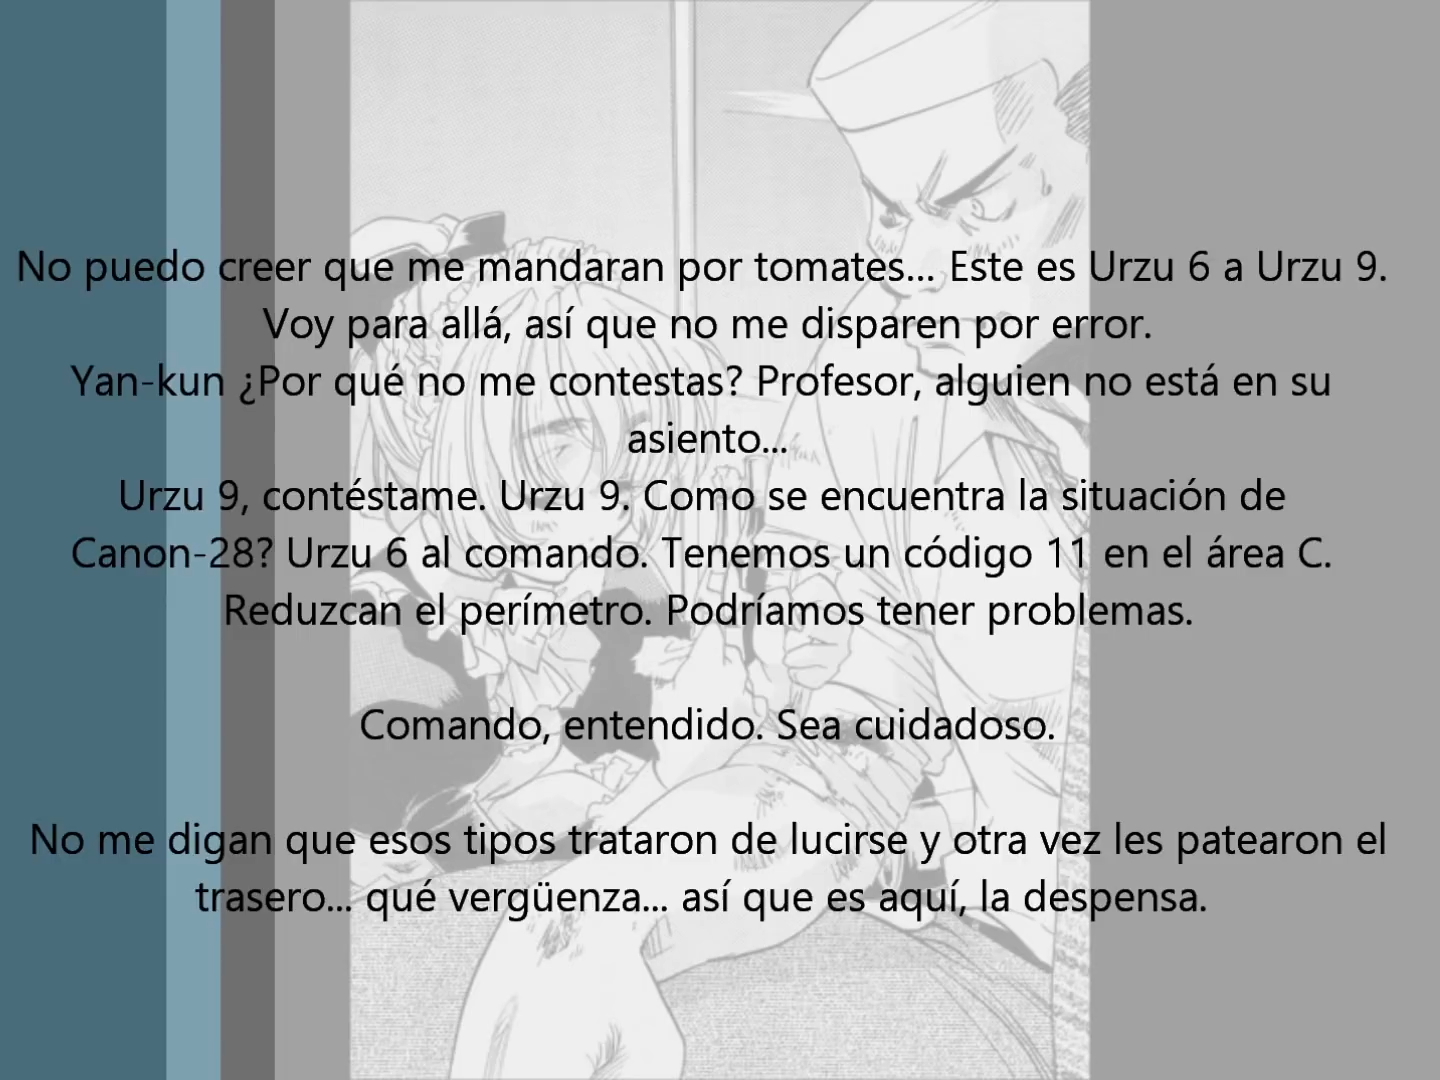 No puedo creer que me mandaran por tomates... Este es Urzu 6 a Urzu 9.
Voy para allá, así que no me disparen por error.
Yan-kun ¿Por qué no me contestas? Profesor, alguien no está en su
asiento...
Urzu 9, contéstame. Urzu 9. Como se encuentra la situación de
Canon-28? Urzu 6 al comando. Tenemos un código 11 en el área C.
Reduzcan el perímetro. Podríamos tener problemas.
Comando, entendido. Sea cuidadoso.
No me digan que esos tipos trataron de lucirse y otra vez les patearon el
trasero... qué vergüenza... así que es aquí, la despensa.